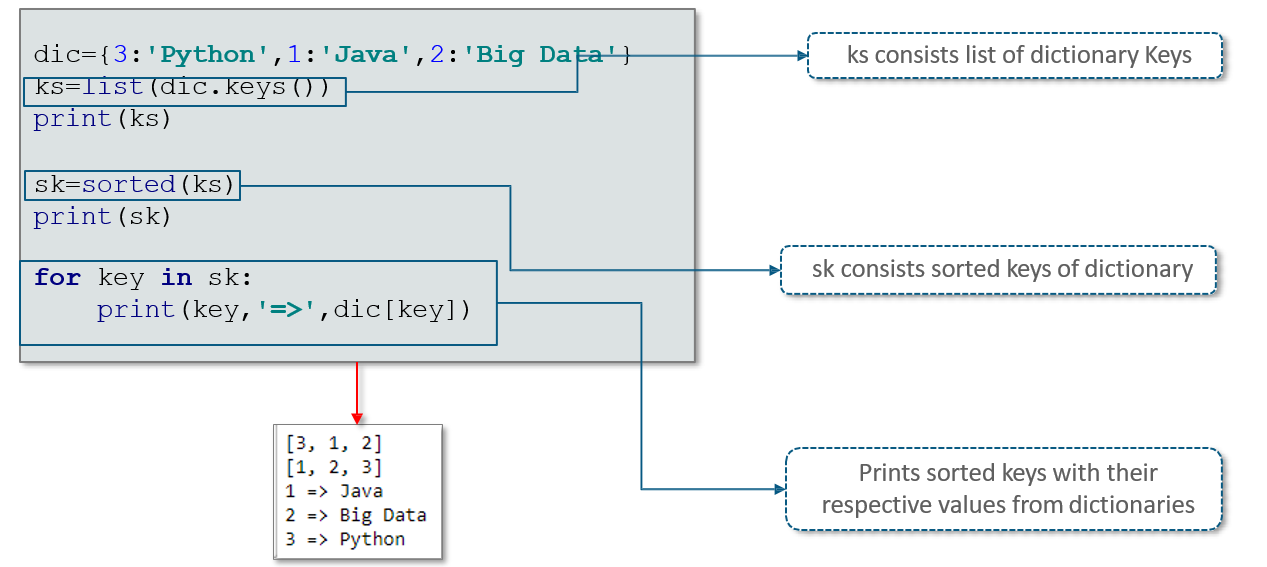 dic={3:'Python',1:'Java',2:'Big Data'}
ks=list(dic.keys())
print(ks)
sk=sorted(ks)
print(sk)
for key in sk:
    print(key,'=>',dic[key])
ks consists list of dictionary Keys
sk consists sorted keys of dictionary
Prints sorted keys with their
respective values from dictionaries
[3, 1, 2]
[1, 2, 3]
1 => Java
2 => Big Data
3 => Python